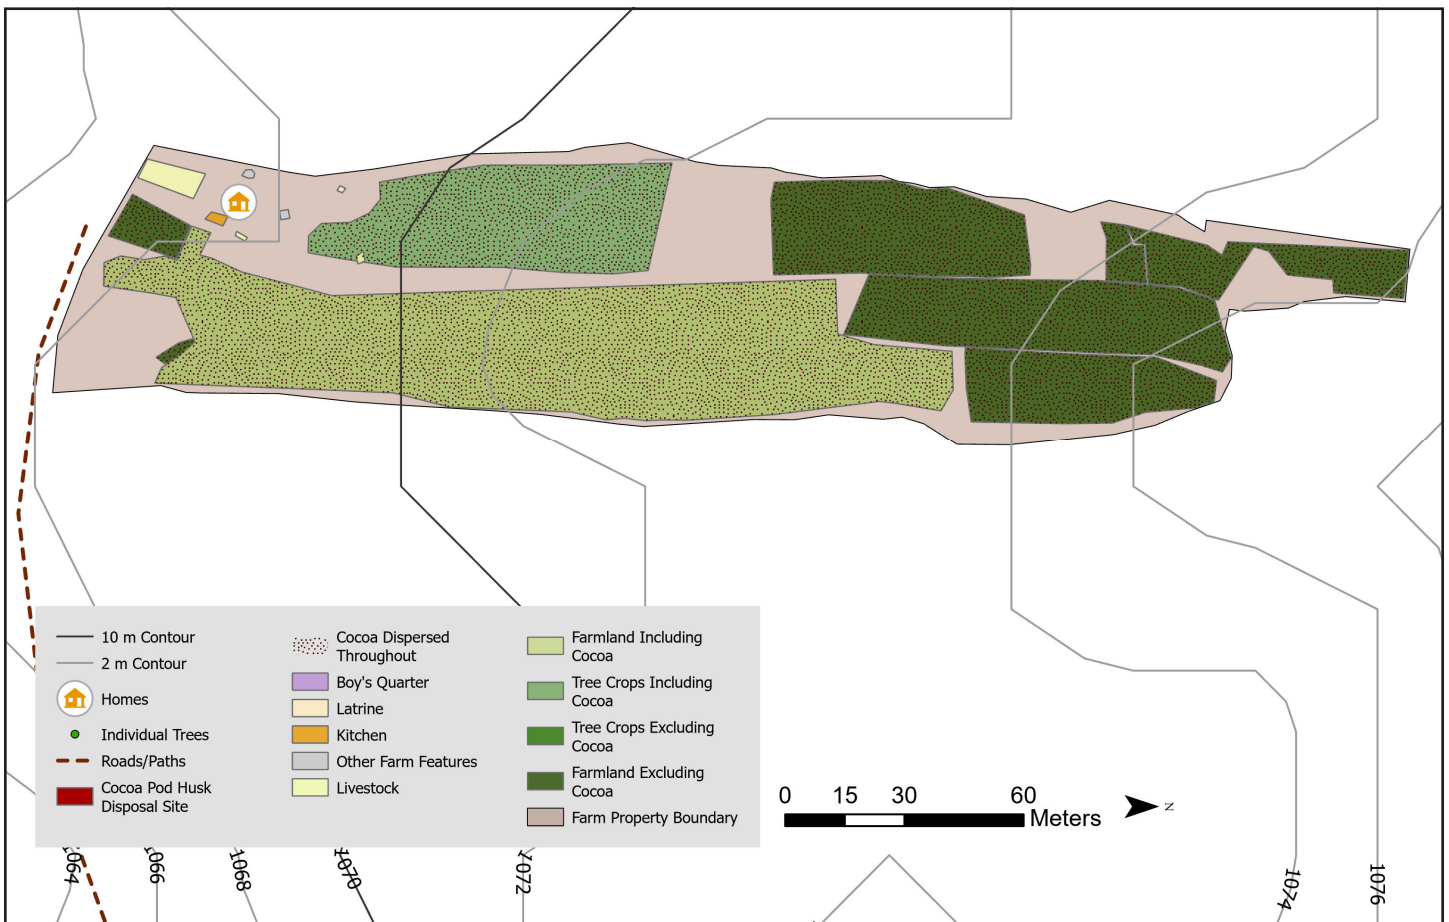 10 m Contour
2 m Contour
Homes
Individual Trees
Roads/Paths
Cocoa Pod Husk
Disposal Site
Cocoa Dispersed
Throughout
Boy's Quarter
Latrine
Kitchen
Other Farm Features
Livestock
Farmland Including
Cocoa
Tree Crops Including
Cocoa
Tree Crops Excluding
Cocoa
Farmland Excluding
Cocoa
Farm Property Boundary
0 15 30 60
Meters
N
1064
1066
1068
1070
1072
1074
1076